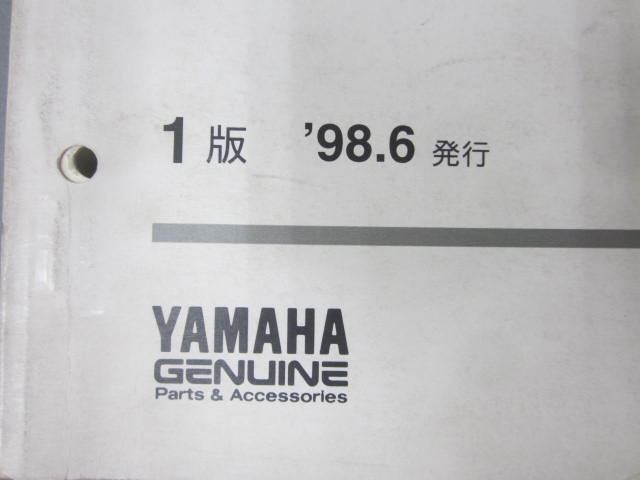 1版 '98.6 発行
YAMAHA
GENUINE
Parts & Accessories